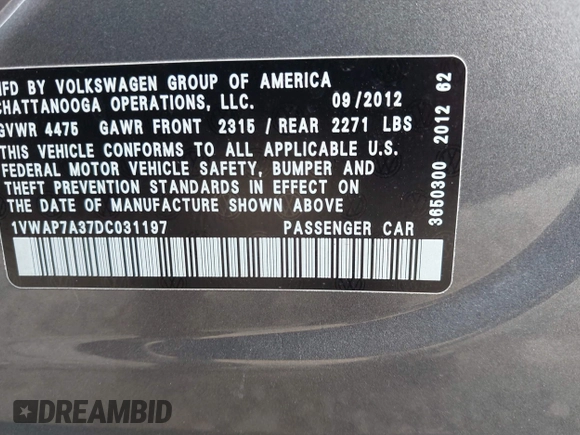 MFD BY VOLKSWAGEN GROUP OF AMERICA
CHATTANOOGA OPERATIONS, LLC. 09/2012
GVWR 4475 GAWR FRONT 2315 / REAR 2271 LBS
THIS VEHICLE CONFORMS TO ALL APPLICABLE U.S.
FEDERAL MOTOR VEHICLE SAFETY, BUMPER AND
THEFT PREVENTION STANDARDS IN EFFECT ON
THE DATE OF MANUFACTURE SHOWN ABOVE
1VWAP7A37DC031197 PASSENGER CAR
3650300 2012 62
DREAMBID